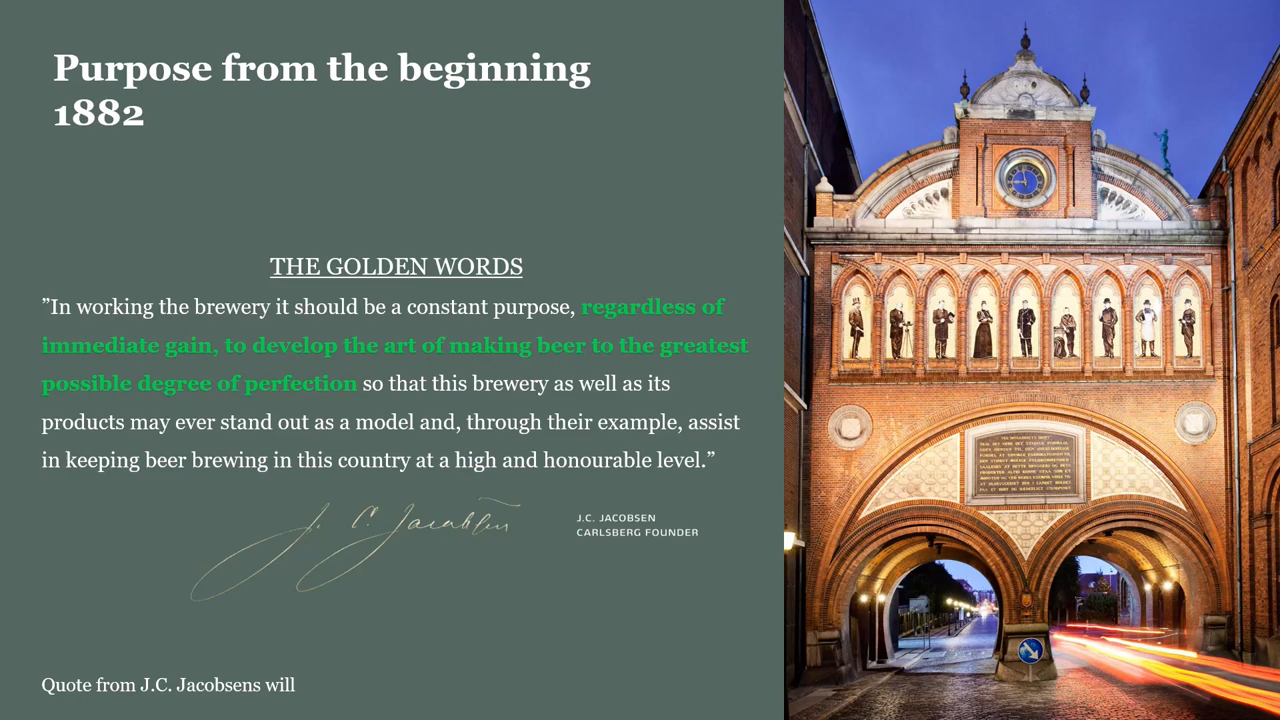 Purpose from the beginning
1882
THE GOLDEN WORDS
”In working the brewery it should be a constant purpose, regardless of
immediate gain, to develop the art of making beer to the greatest
possible degree of perfection so that this brewery as well as its
products may ever stand out as a model and, through their example, assist
in keeping beer brewing in this country at a high and honourable level.”
J. C. Jacobsen
J.C. JACOBSEN
CARLSBERG FOUNDER
Quote from J.C. Jacobsens will